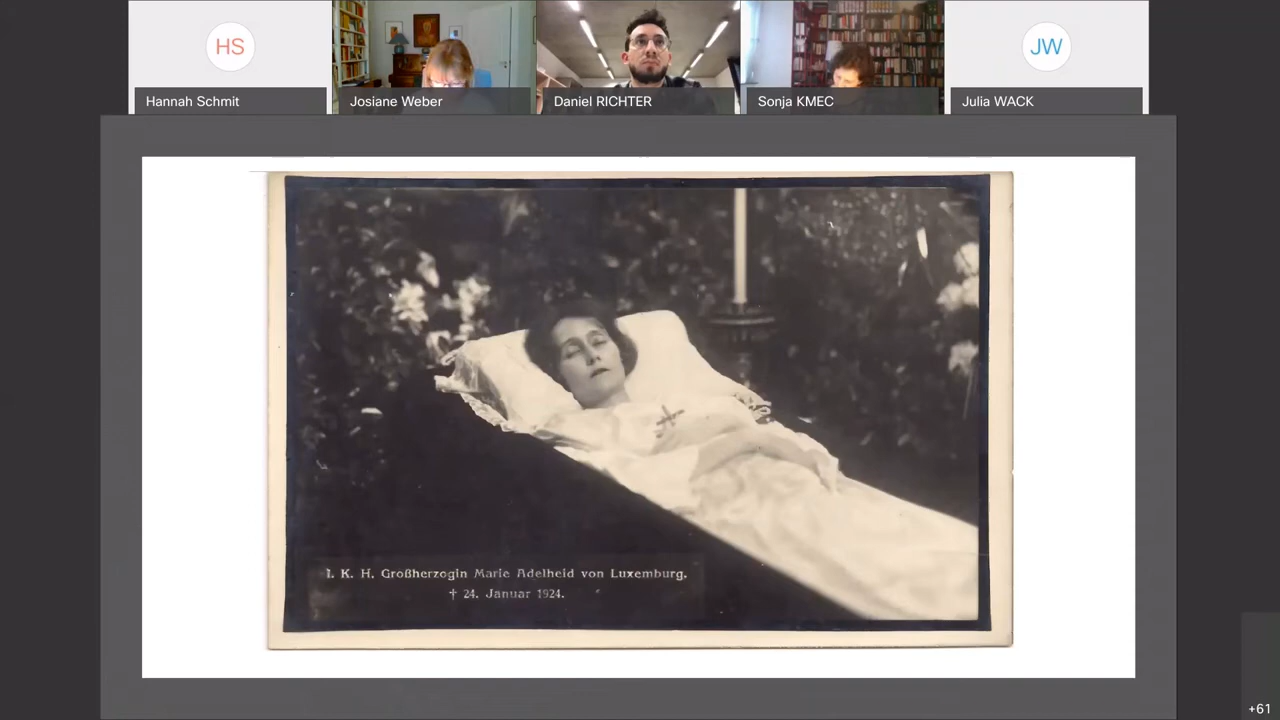 HS
Hannah Schmit
Josiane Weber
Daniel RICHTER
Sonja KMEC
JW
Julia WACK
I. K. H. Großherzogin Marie Adelheid von Luxemburg.
† 24. Januar 1924.
+61